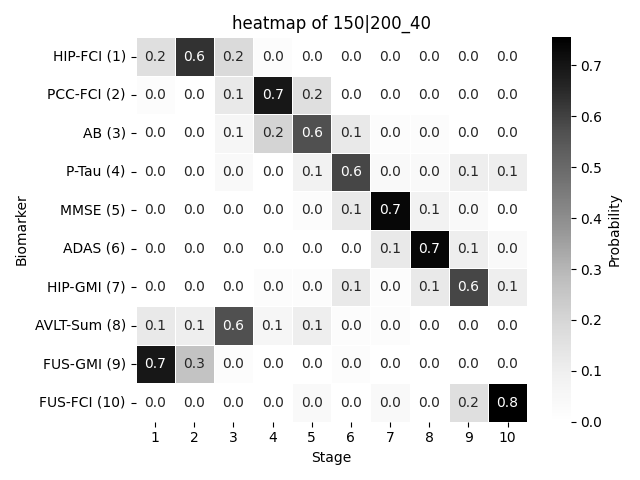 heatmap of 150|200_40
HIP-FCI (1) 0.2 0.6 0.2 0.0 0.0 0.0 0.0 0.0 0.0 0.0
PCC-FCI (2) 0.0 0.0 0.1 0.7 0.2 0.0 0.0 0.0 0.0 0.0
AB (3) 0.0 0.0 0.1 0.2 0.6 0.1 0.0 0.0 0.0 0.0
P-Tau (4) 0.0 0.0 0.0 0.0 0.1 0.6 0.0 0.0 0.1 0.1
MMSE (5) 0.0 0.0 0.0 0.0 0.0 0.1 0.7 0.1 0.0 0.0
ADAS (6) 0.0 0.0 0.0 0.0 0.0 0.0 0.1 0.7 0.1 0.0
HIP-GMI (7) 0.0 0.0 0.0 0.0 0.0 0.1 0.0 0.1 0.6 0.1
AVLT-Sum (8) 0.1 0.1 0.6 0.1 0.1 0.0 0.0 0.0 0.0 0.0
FUS-GMI (9) 0.7 0.3 0.0 0.0 0.0 0.0 0.0 0.0 0.0 0.0
FUS-FCI (10) 0.0 0.0 0.0 0.0 0.0 0.0 0.0 0.0 0.2 0.8
1 2 3 4 5 6 7 8 9 10
Stage
Biomarker
0.7
0.6
0.5
0.4
0.3
0.2
0.1
0.0
Probability